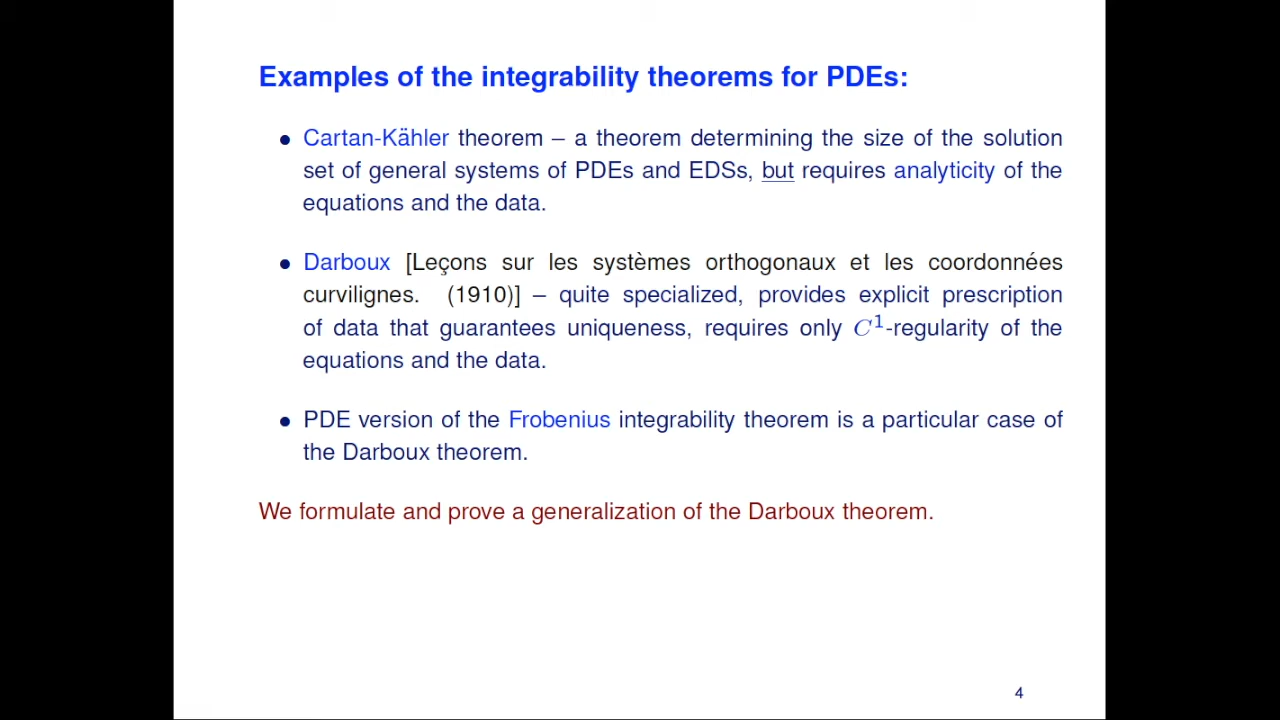 Examples of the integrability theorems for PDEs:
• Cartan-Kähler theorem – a theorem determining the size of the solution
set of general systems of PDEs and EDSs, but requires analyticity of the
equations and the data.
• Darboux [Leçons sur les systèmes orthogonaux et les coordonnées
curvilignes. (1910)] – quite specialized, provides explicit prescription
of data that guarantees uniqueness, requires only C¹-regularity of the
equations and the data.
• PDE version of the Frobenius integrability theorem is a particular case of
the Darboux theorem.
We formulate and prove a generalization of the Darboux theorem.
4